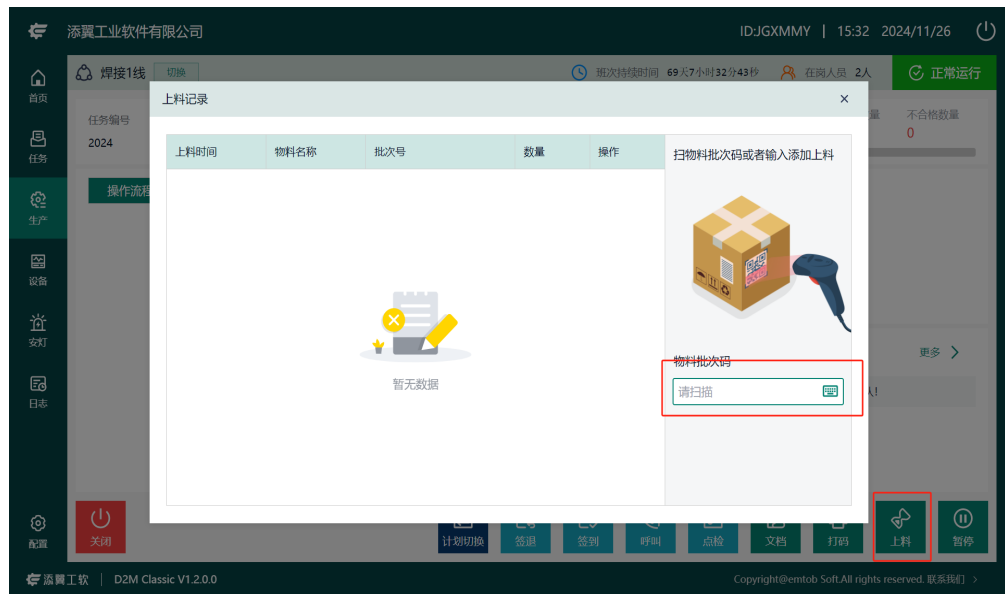 添翼工业软件有限公司 ID:JGXMMY | 15:32 2024/11/26
首页
任务
生产
设备
安灯
日志
配置
焊接1线 切换 班次持续时间 69天7小时32分43秒 在岗人员 2人 正常运行
任务编号 量 不合格数量
2024 0
操作流程
上料记录 ×
上料时间 物料名称 批次号 数量 操作
扫物料批次码或者输入添加上料
暂无数据
物料批次码
请扫描
更多 >
人!
关闭 计划切换 签退 签到 呼叫 点检 文档 打码 上料 暂停
添翼工软 | D2M Classic V1.2.0.0 Copyright@emtob Soft.All rights reserved. 联系我们 >